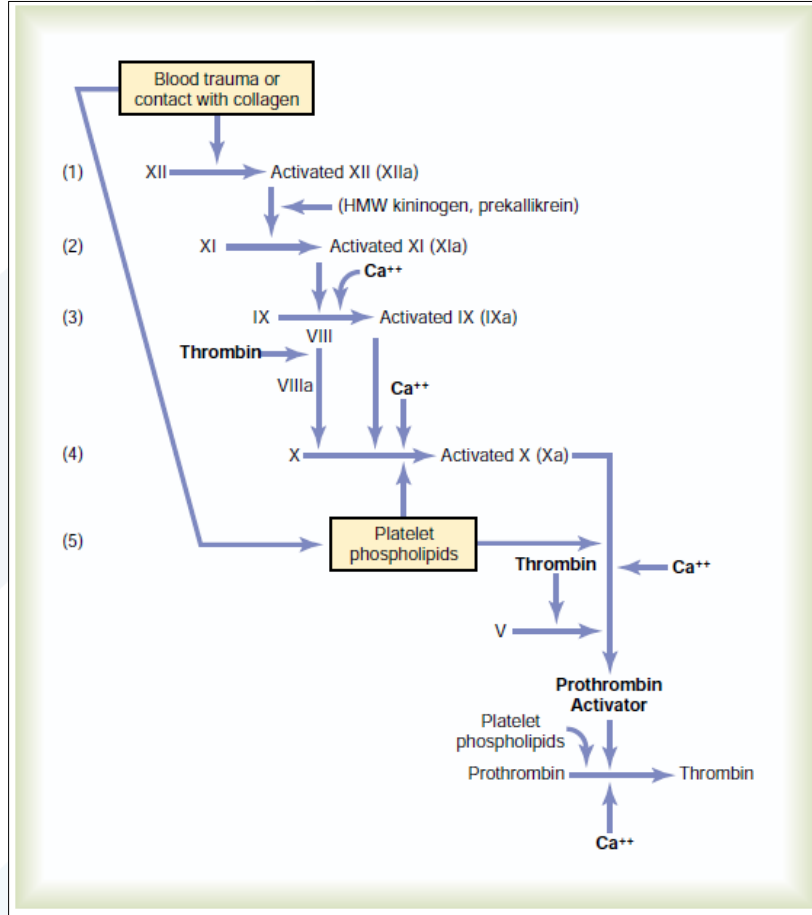 Blood trauma or
contact with collagen
(1) XII Activated XII (XIIa)
(HMW kininogen, prekallikrein)
(2) XI Activated XI (XIa)
Ca++
(3) IX Activated IX (IXa)
VIII
Thrombin
VIIIa
Ca++
(4) X Activated X (Xa)
(5) Platelet
phospholipids
Thrombin Ca++
V
Prothrombin
Activator
Platelet
phospholipids
Prothrombin Thrombin
Ca++